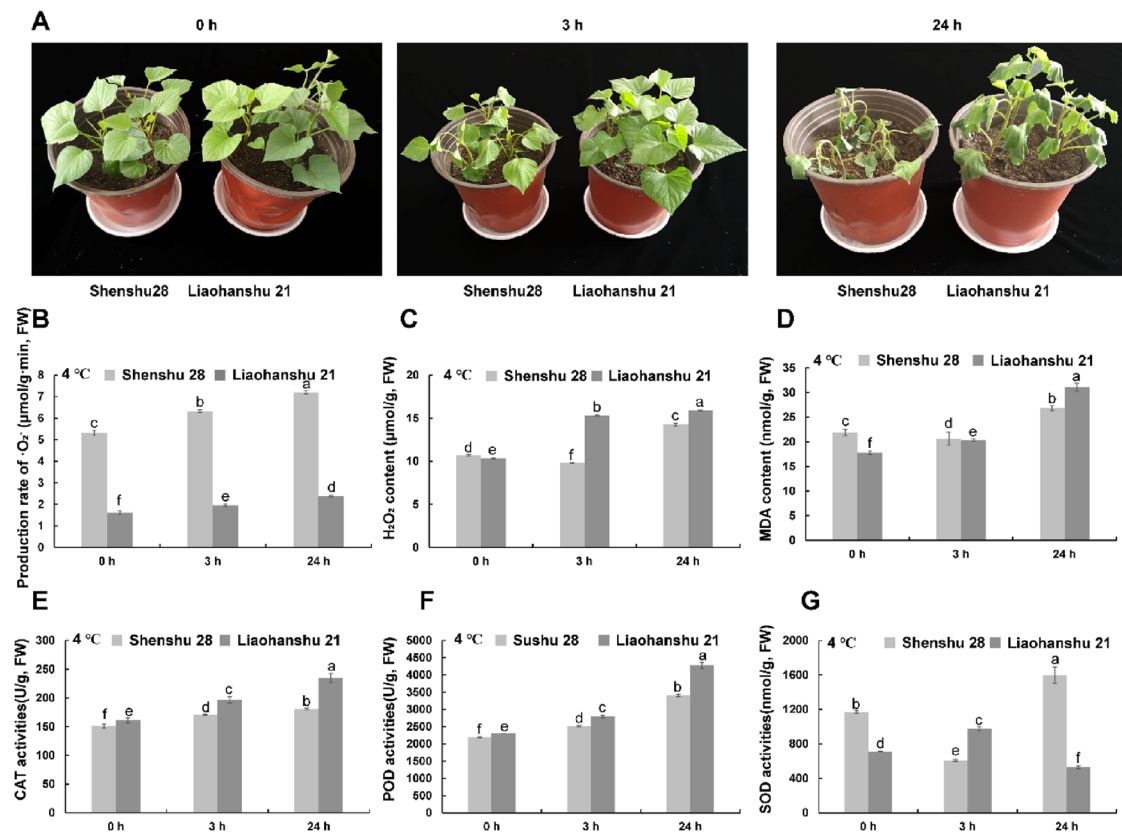 A
0 h
3 h
24 h
Shenshu28 Liaohanshu 21
Shenshu28 Liaohanshu 21
Shenshu28 Liaohanshu 21
B
Production rate of ·O₂⁻ (μmol/g·min, FW)
4 ℃ Shenshu 28 Liaohanshu 21
8
7
6
5
4
3
2
1
0
c
f
b
e
a
d
0 h
3 h
24 h
C
H₂O₂ content (μmol/g, FW)
4 ℃ Shenshu 28 Liaohanshu 21
20
15
10
5
0
d
e
f
b
c
a
0 h
3 h
24 h
D
MDA content (nmol/g, FW)
4 ℃ Shenshu 28 Liaohanshu 21
35
30
25
20
15
10
5
0
c
f
d
e
b
a
0 h
3 h
24 h
E
CAT activities(U/g, FW)
4 ℃ Shenshu 28 Liaohanshu 21
300
250
200
150
100
50
0
f
e
d
c
b
a
0 h
3 h
24 h
F
POD activities(U/g, FW)
4 ℃ Sushu 28 Liaohanshu 21
5000
4500
4000
3500
3000
2500
2000
1500
1000
500
0
f
e
d
c
b
a
0 h
3 h
24 h
G
SOD activities(nmol/g, FW)
4 ℃ Shenshu 28 Liaohanshu 21
2000
1600
1200
800
400
0
b
d
e
c
a
f
0 h
3 h
24 h